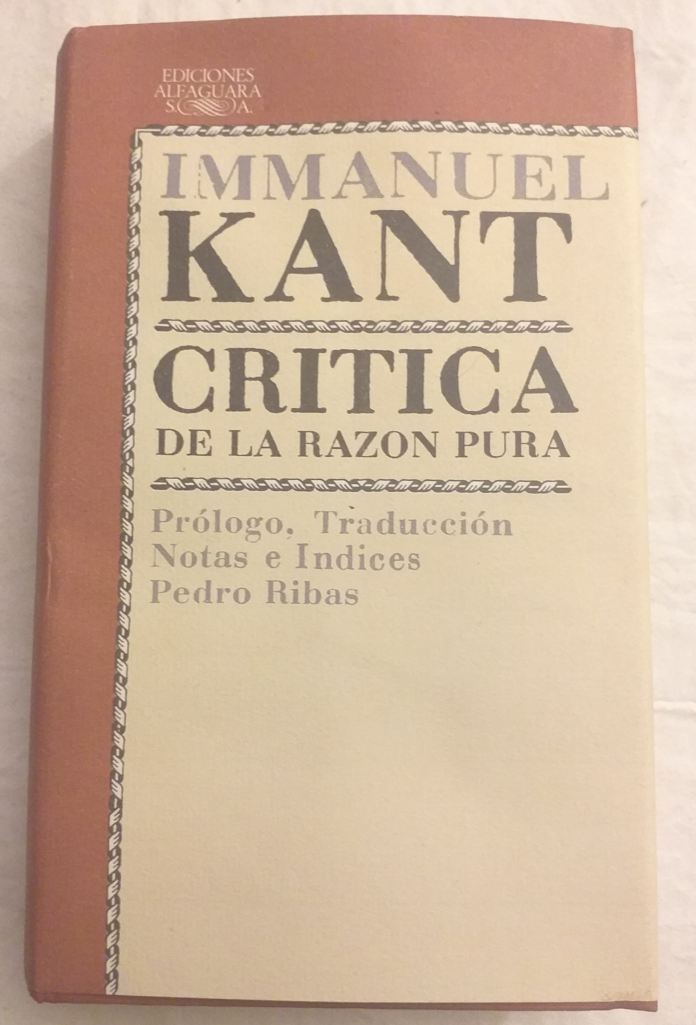 EDICIONES
ALFAGUARA
S. A.
IMMANUEL
KANT
CRITICA
DE LA RAZON PURA
Prólogo, Traducción
Notas e Indices
Pedro Ribas